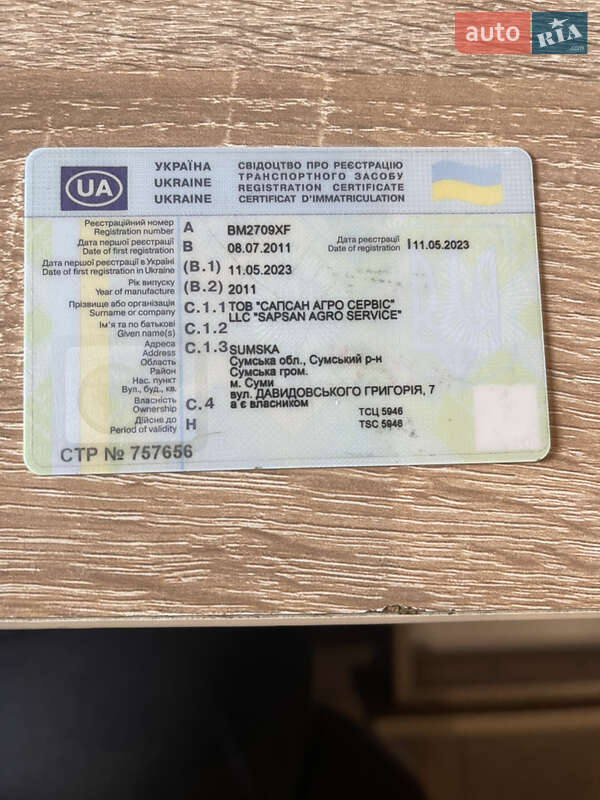 auto RIA .com
UA
УКРАЇНА
UKRAINE
UKRAINE
СВІДОЦТВО ПРО РЕЄСТРАЦІЮ
ТРАНСПОРТНОГО ЗАСОБУ
REGISTRATION CERTIFICATE
CERTIFICAT D'IMMATRICULATION
Реєстраційний номер
Registration number A BM2709XF
Дата першої реєстрації
Date of first registration B 08.07.2011
Дата реєстрації
Date of registration I 11.05.2023
Дата першої реєстрації в Україні
Date of first registration in Ukraine (B.1) 11.05.2023
Рік випуску
Year of manufacture (B.2) 2011
Прізвище або організація
Surname or company C.1.1 ТОВ "САПСАН АГРО СЕРВІС"
LLC "SAPSAN AGRO SERVICE"
Ім'я та по батькові
Given name(s) C.1.2
Адреса
Address C.1.3 SUMSKA
Область Сумська обл., Сумський р-н
Район Сумська гром.
Нас. пункт м. Суми
Вул., буд., кв. вул. ДАВИДОВСЬКОГО ГРИГОРІЯ, 7
Власність
Ownership C.4 а є власником
Дійсне до
Period of validity H
ТСЦ 5946
TSC 5946
СТР № 757656